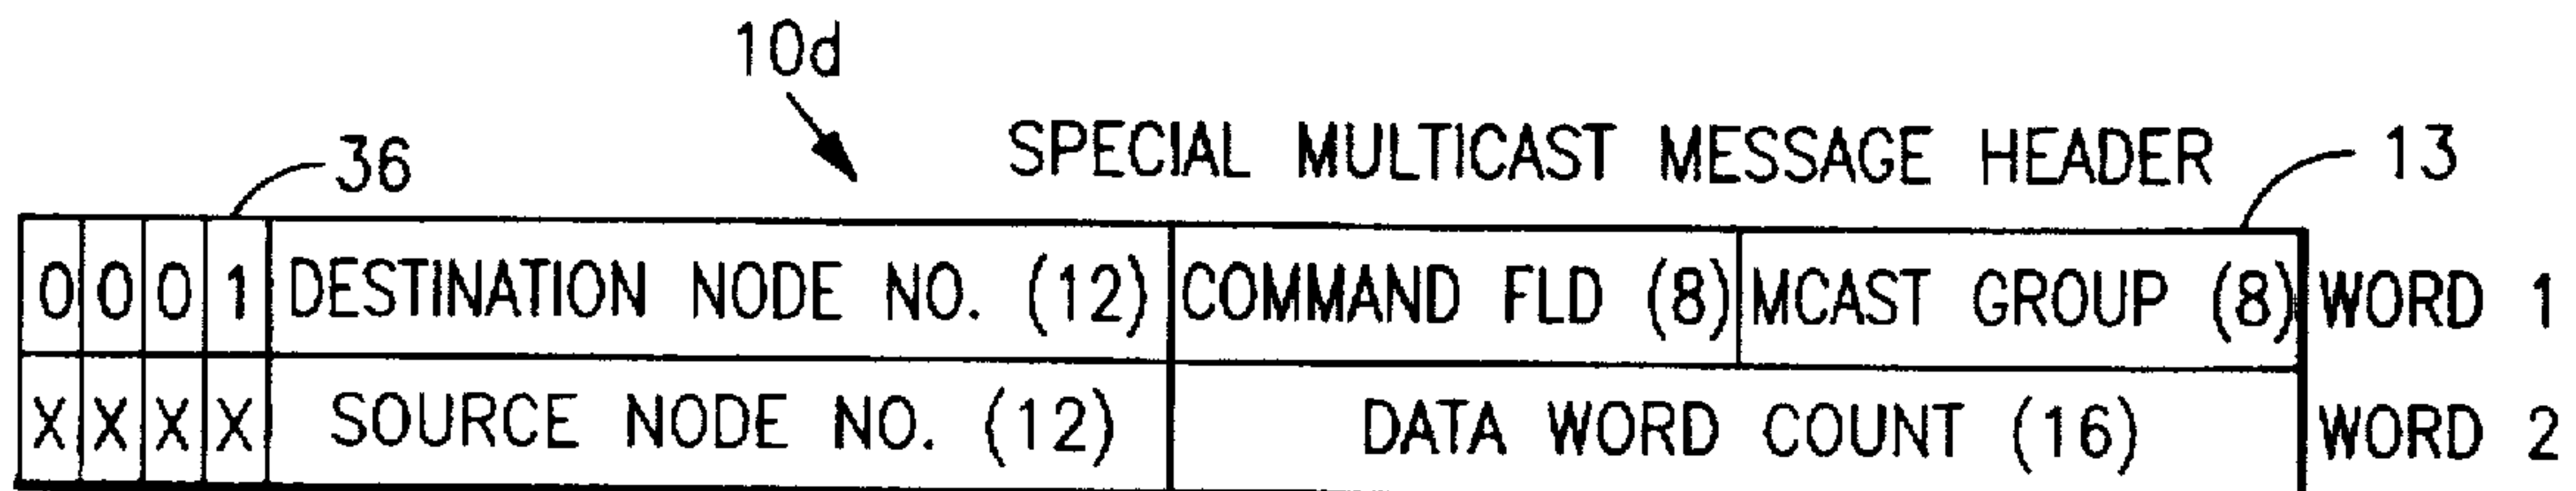 10d
36 SPECIAL MULTICAST MESSAGE HEADER 13
0 0 0 1 DESTINATION NODE NO. (12) COMMAND FLD (8) MCAST GROUP (8) WORD 1
X X X X SOURCE NODE NO. (12) DATA WORD COUNT (16) WORD 2